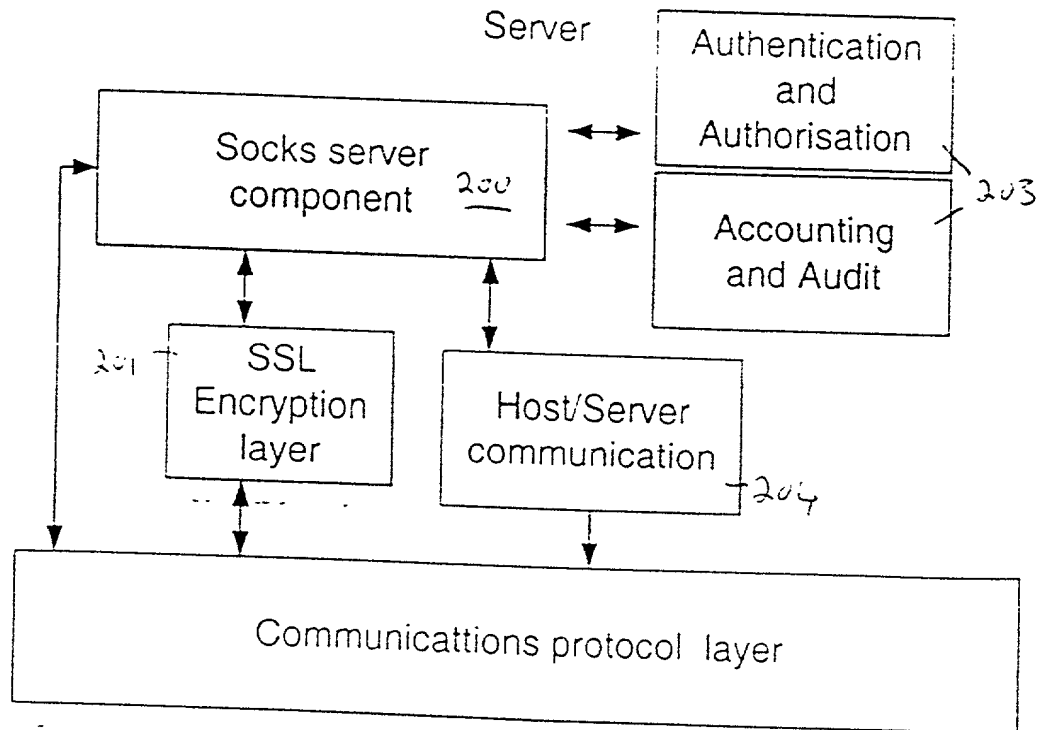 Server
Authentication
and
Authorisation
203
Accounting
and Audit
Socks server
component 200
201
SSL
Encryption
layer
Host/Server
communication
204
Communicattions protocol layer